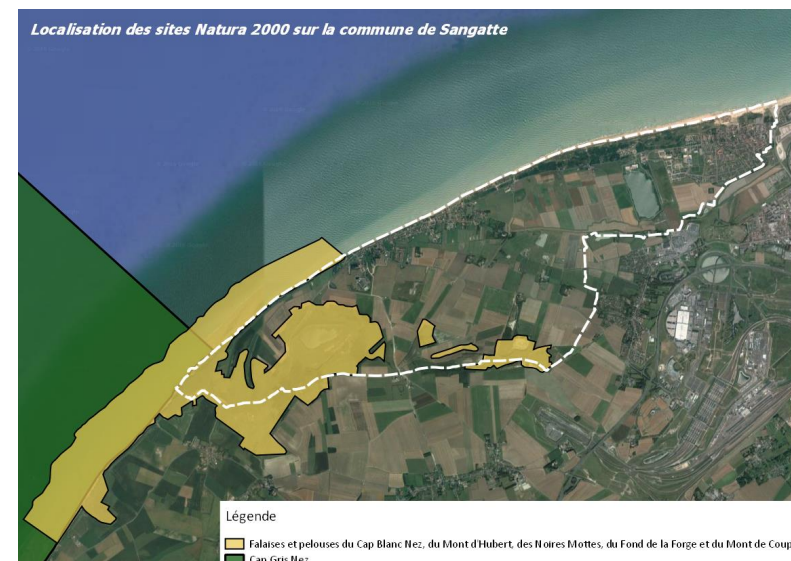 Localisation des sites Natura 2000 sur la commune de Sangatte
Légende
Falaises et pelouses du Cap Blanc Nez, du Mont d'Hubert, des Noires Mottes, du Fond de la Forge et du Mont de Coup
Cap Gris Nez